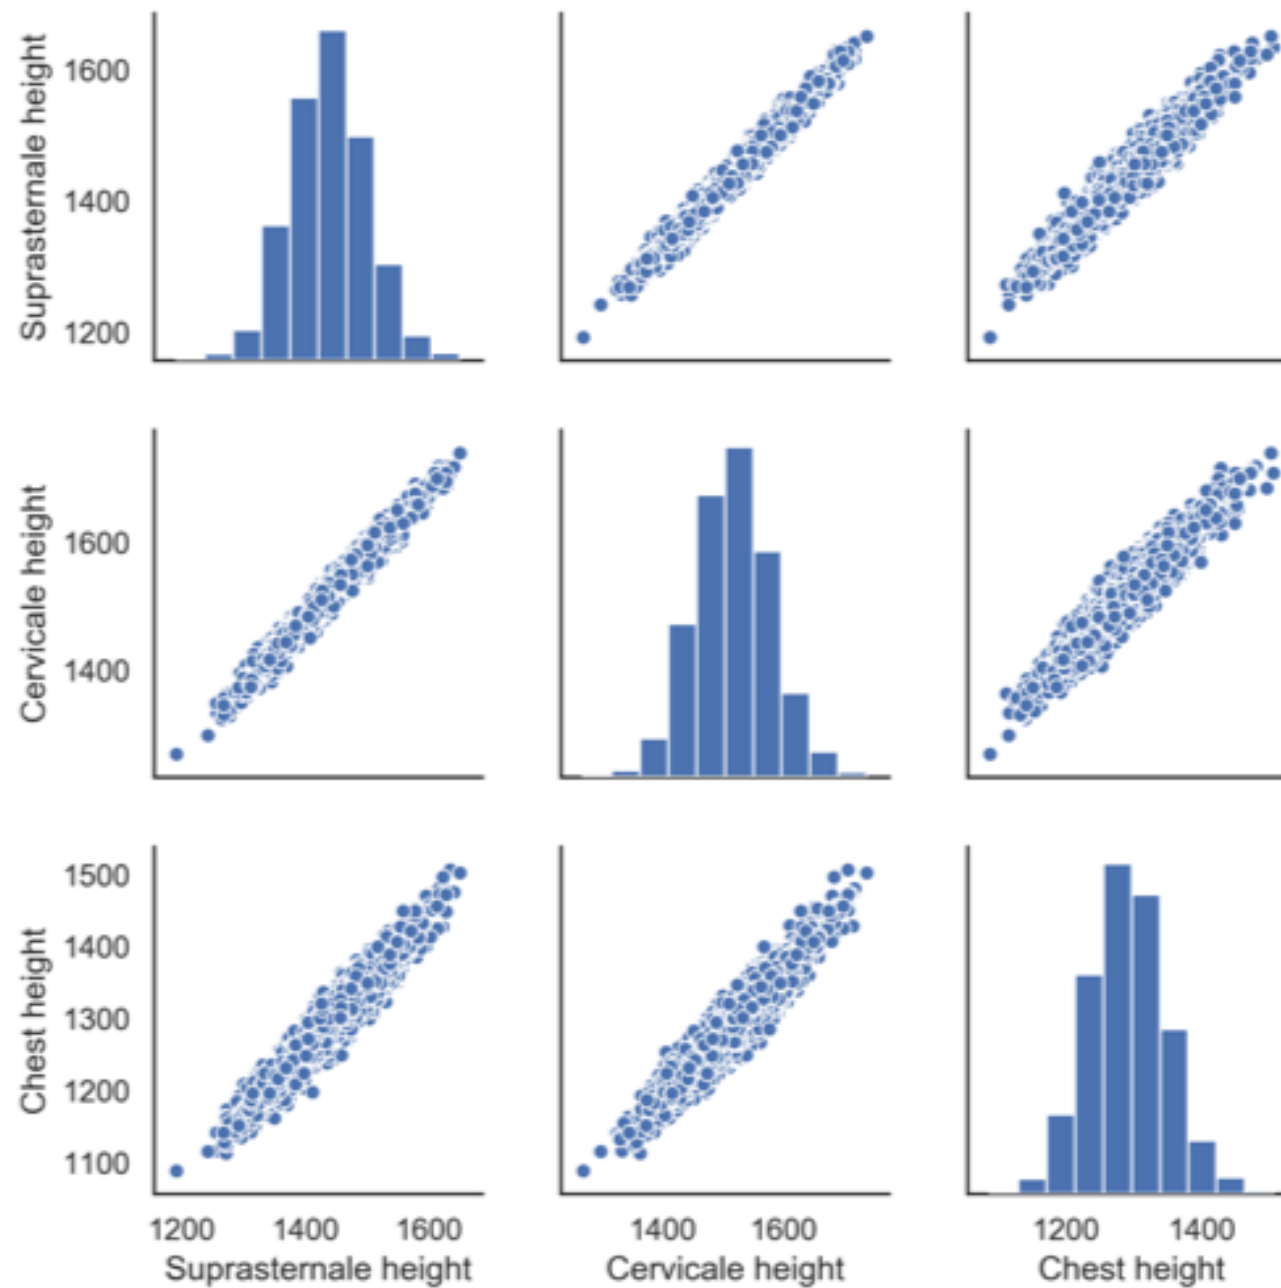 Suprasternale height
1600
1400
1200
Cervicale height
1600
1400
Chest height
1500
1400
1300
1200
1100
1200 1400 1600
1400 1600
1200 1400
Suprasternale height
Cervicale height
Chest height